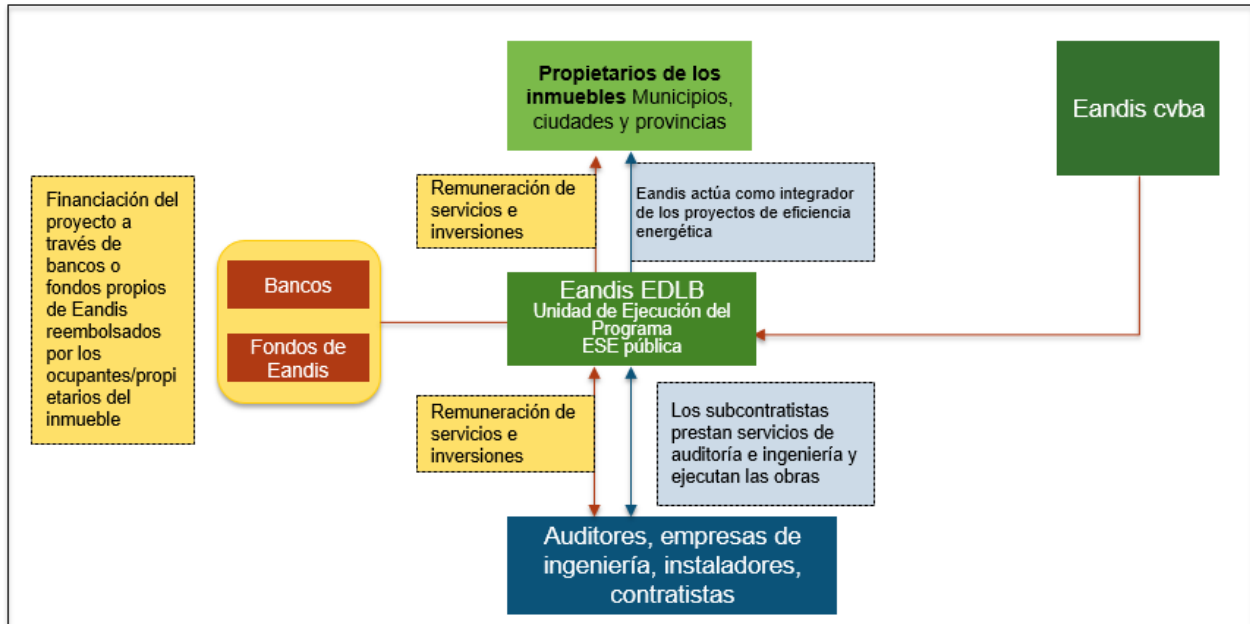 Propietarios de los
inmuebles Municipios,
ciudades y provincias
Eandis cvba
Financiación del
proyecto a
través de
bancos o
fondos propios
de Eandis
reembolsados
por los
ocupantes/propi
etarios del
inmueble
Remuneración de
servicios e
inversiones
Eandis actúa como integrador
de los proyectos de eficiencia
energética
Bancos
Fondos de
Eandis
Eandis EDLB
Unidad de Ejecución del
Programa
ESE pública
Remuneración de
servicios e
inversiones
Los subcontratistas
prestan servicios de
auditoría e ingeniería y
ejecutan las obras
Auditores, empresas de
ingeniería, instaladores,
contratistas